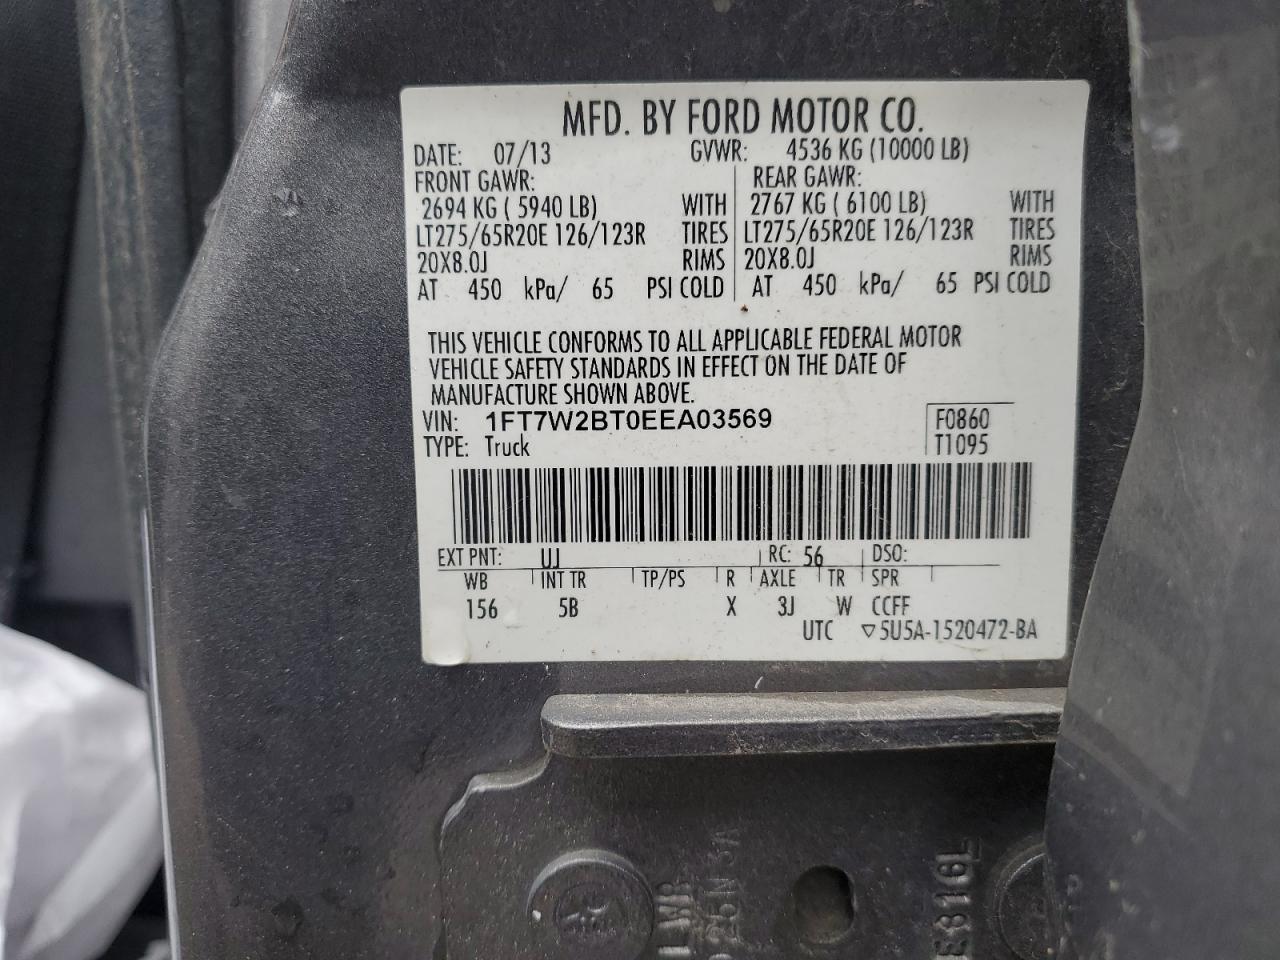 MFD. BY FORD MOTOR CO.
DATE: 07/13 GVWR: 4536 KG (10000 LB)
FRONT GAWR: REAR GAWR:
2694 KG ( 5940 LB) WITH 2767 KG ( 6100 LB) WITH
LT275/65R20E 126/123R TIRES LT275/65R20E 126/123R TIRES
20X8.0J RIMS 20X8.0J RIMS
AT 450 kPa/ 65 PSI COLD AT 450 kPa/ 65 PSI COLD
THIS VEHICLE CONFORMS TO ALL APPLICABLE FEDERAL MOTOR
VEHICLE SAFETY STANDARDS IN EFFECT ON THE DATE OF
MANUFACTURE SHOWN ABOVE.
VIN: 1FT7W2BT0EEA03569 F0860
TYPE: Truck T1095
EXT PNT: UJ RC: 56 DSO:
WB INT TR TP/PS R AXLE TR SPR
156 5B X 3J W CCFF
UTC ▽5U5A-1520472-BA